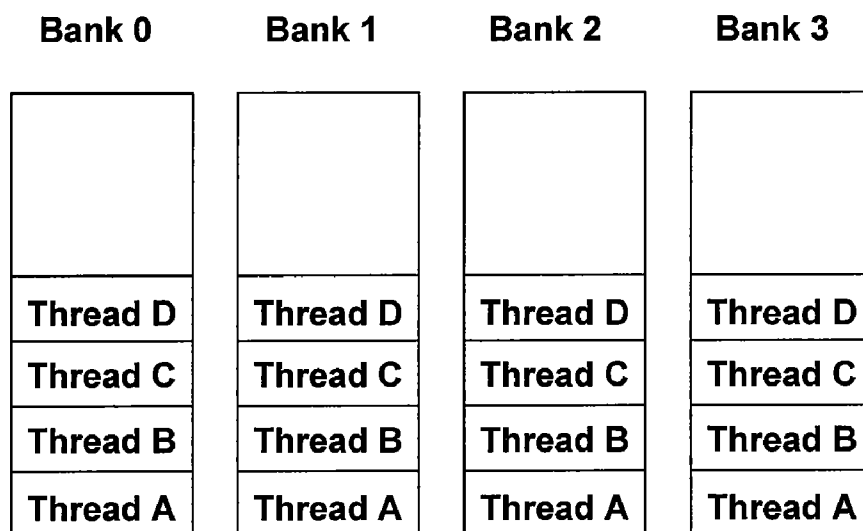 Bank 0 Bank 1 Bank 2 Bank 3
Thread D Thread D Thread D Thread D
Thread C Thread C Thread C Thread C
Thread B Thread B Thread B Thread B
Thread A Thread A Thread A Thread A